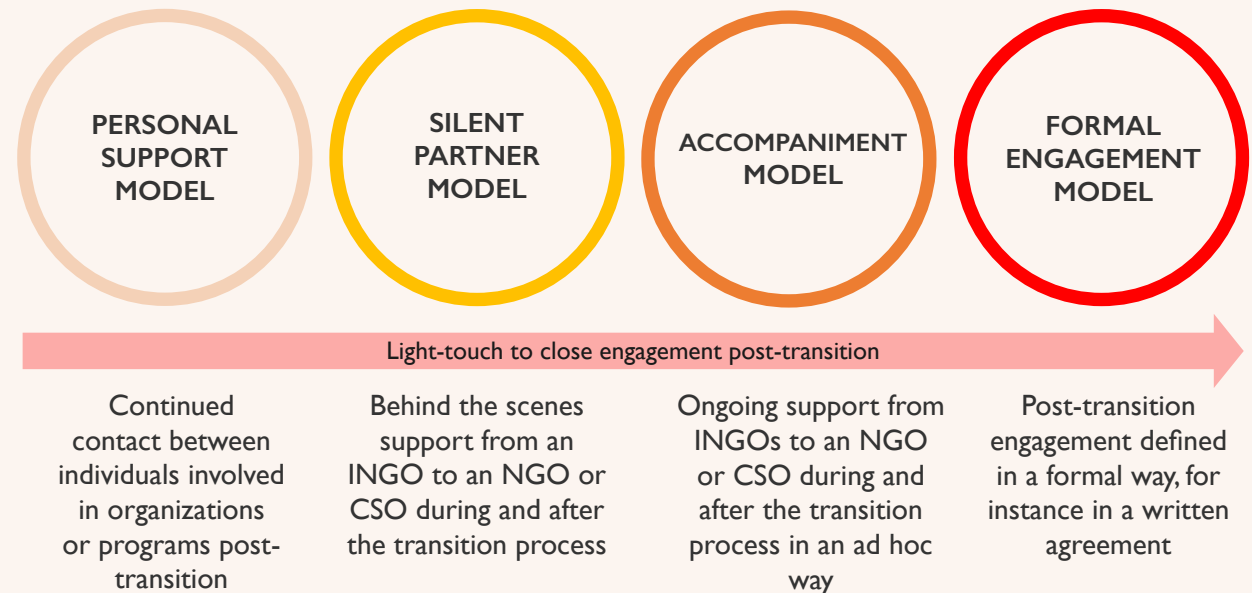 PERSONAL
SUPPORT
MODEL
SILENT
PARTNER
MODEL
ACCOMPANIMENT
MODEL
FORMAL
ENGAGEMENT
MODEL
Light-touch to close engagement post-transition
Continued
contact between
individuals involved
in organizations
or programs post-
transition
Behind the scenes
support from an
INGO to an NGO or
CSO during and after
the transition process
Ongoing support from
INGOs to an NGO
or CSO during and
after the transition
process in an ad hoc
way
Post-transition
engagement defined
in a formal way, for
instance in a written
agreement